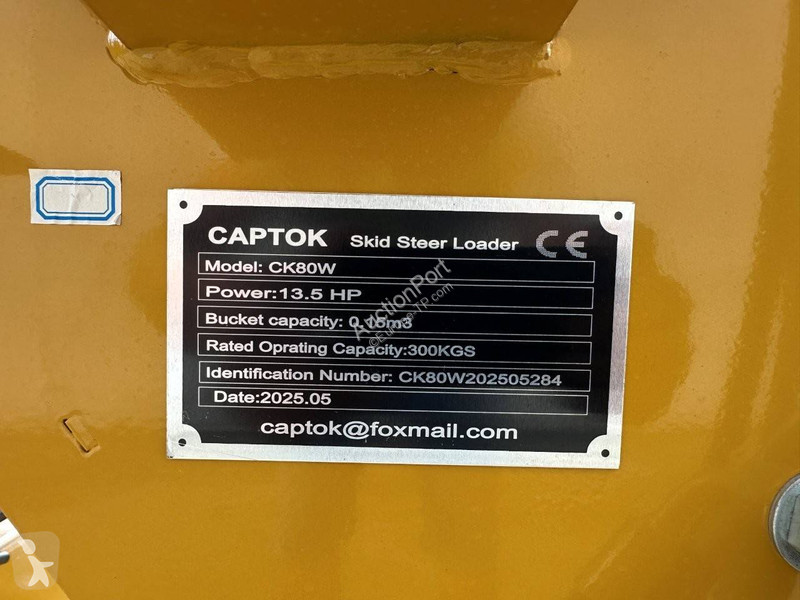 CAPTOK Skid Steer Loader CE
Model: CK80W
Power:13.5 HP
Bucket capacity: 0.15m3
Rated Oprating Capacity:300KGS
Identification Number: CK80W202505284
Date:2025.05
captok@foxmail.com
AuctionPort